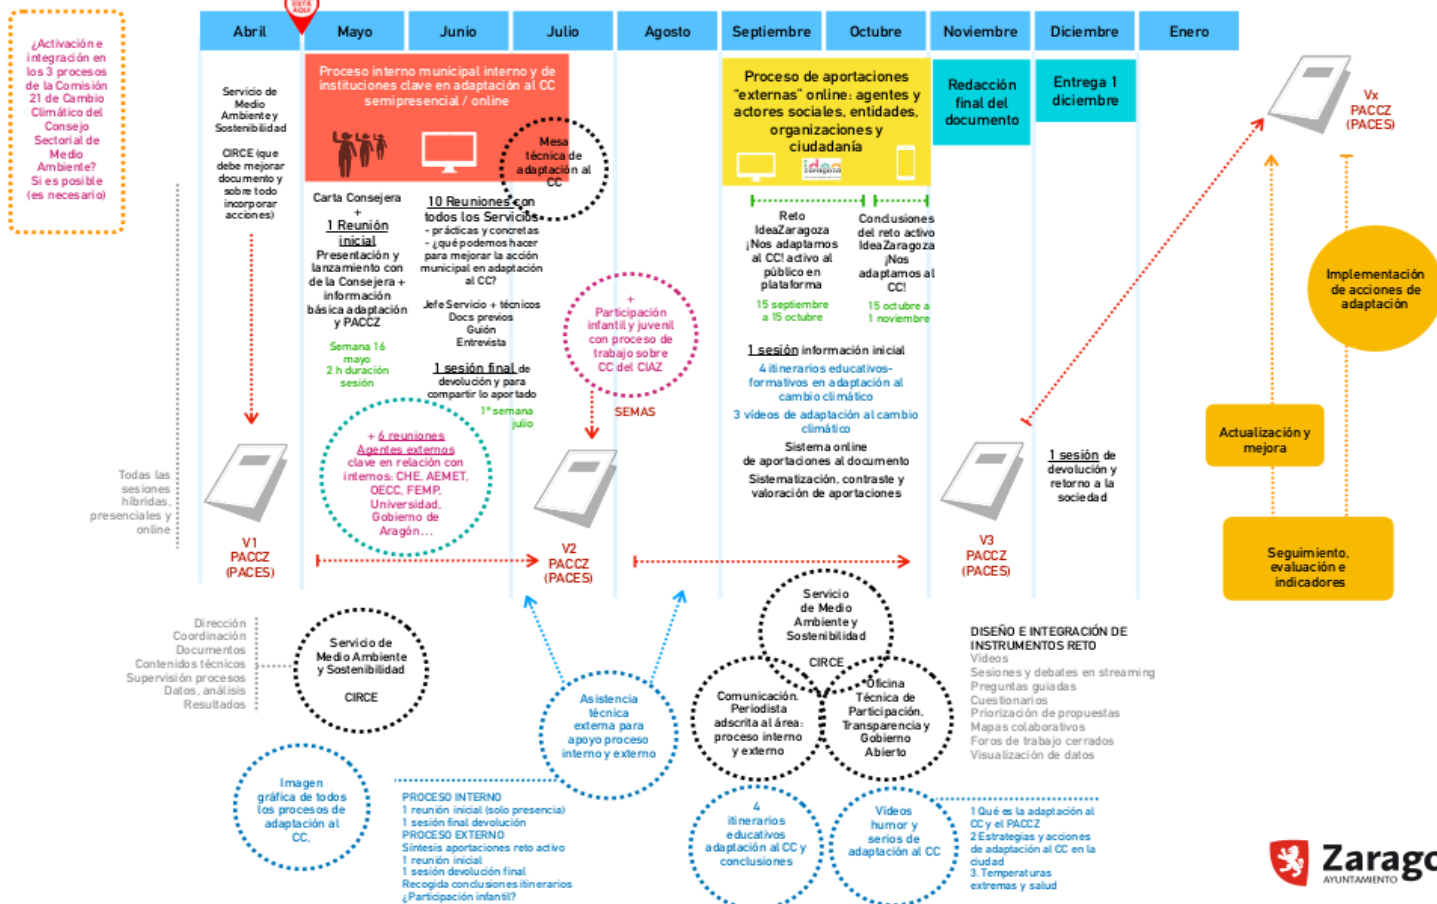 ESTÁ
AQUÍ
Abril
Mayo
Junio
Julio
Agosto
Septiembre
Octubre
Noviembre
Diciembre
Enero
¿Activación e
integración en
los 3 procesos
de la Comisión
21 de Cambio
Climático del
Consejo
Sectorial de
Medio
Ambiente?
Si es posible
(es necesario)
Servicio de
Medio
Ambiente y
Sostenibilidad
CIRCE (que
debe mejorar
documento y
sobre todo
incorporar
acciones)
Proceso interno municipal interno y de
instituciones clave en adaptación al CC
semipresencial / online
Mesa
técnica de
adaptación al
CC
Carta Consejera
+
1 Reunión
inicial
Presentación y
lanzamiento con
de la Consejera +
información
básica adaptación
y PACCZ
Semana 16
mayo
2 h duración
sesión
10 Reuniones con
todos los Servicios
- prácticas y concretas
- ¿qué podemos hacer
para mejorar la acción
municipal en adaptación
al CC?
Jefe Servicio + técnicos
Docs previos
Guión
Entrevista
1 sesión final de
devolución y para
compartir lo aportado
1ª semana
julio
+
Participación
infantil y juvenil
con proceso de
trabajo sobre
CC del CIAZ
SEMAS
Proceso de aportaciones
"externas" online: agentes y
actores sociales, entidades,
organizaciones y
ciudadanía
idea
zaragoza
Reto
IdeaZaragoza
¡Nos adaptamos
al CC! activo al
público en
plataforma
15 septiembre
a 15 octubre
Conclusiones
del reto activo
IdeaZaragoza
¡Nos
adaptamos al
CC!
15 octubre a
1 noviembre
1 sesión información inicial
4 itinerarios educativos-
formativos en adaptación al
cambio climático
3 vídeos de adaptación al cambio
climático
Sistema online
de aportaciones al documento
Sistematización, contraste y
valoración de aportaciones
Redacción
final del
documento
Entrega 1
diciembre
1 sesión de
devolución y
retorno a la
sociedad
Vx
PACCZ
(PACES)
Implementación
de acciones de
adaptación
Actualización y
mejora
Seguimiento,
evaluación e
indicadores
Todas las
sesiones
híbridas,
presenciales y
online
V1
PACCZ
(PACES)
+ 6 reuniones
Agentes externos
clave en relación con
internos: CHE, AEMET,
OECC, FEMP,
Universidad,
Gobierno de
Aragón...
V2
PACCZ
(PACES)
V3
PACCZ
(PACES)
Dirección
Coordinación
Documentos
Contenidos técnicos
Supervisión procesos
Datos, análisis
Resultados
Servicio de
Medio Ambiente
y Sostenibilidad
CIRCE
Imagen
gráfica de todos
los procesos de
adaptación al
CC.
Asistencia
técnica
externa para
apoyo proceso
interno y externo
PROCESO INTERNO
1 reunión inicial (solo presencia)
1 sesión final devolución
PROCESO EXTERNO
Síntesis aportaciones reto activo
1 reunión inicial
1 sesión devolución final
Recogida conclusiones itinerarios
¿Participación infantil?
Servicio
de Medio
Ambiente y
Sostenibilidad
CIRCE
Comunicación.
Periodista
adscrita al área:
proceso interno
y externo
Oficina
Técnica de
Participación,
Transparencia y
Gobierno
Abierto
4
itinerarios
educativos
adaptación al CC y
conclusiones
Vídeos
humor y
serios de
adaptación al CC
DISEÑO E INTEGRACIÓN DE
INSTRUMENTOS RETO
Vídeos
Sesiones y debates en streaming
Preguntas guiadas
Cuestionarios
Priorización de propuestas
Mapas colaborativos
Foros de trabajo cerrados
Visualización de datos
1 Qué es la adaptación al
CC y el PACCZ
2 Estrategias y acciones
de adaptación al CC en la
ciudad
3. Temperaturas
extremas y salud
Zarago
AYUNTAMIENTO